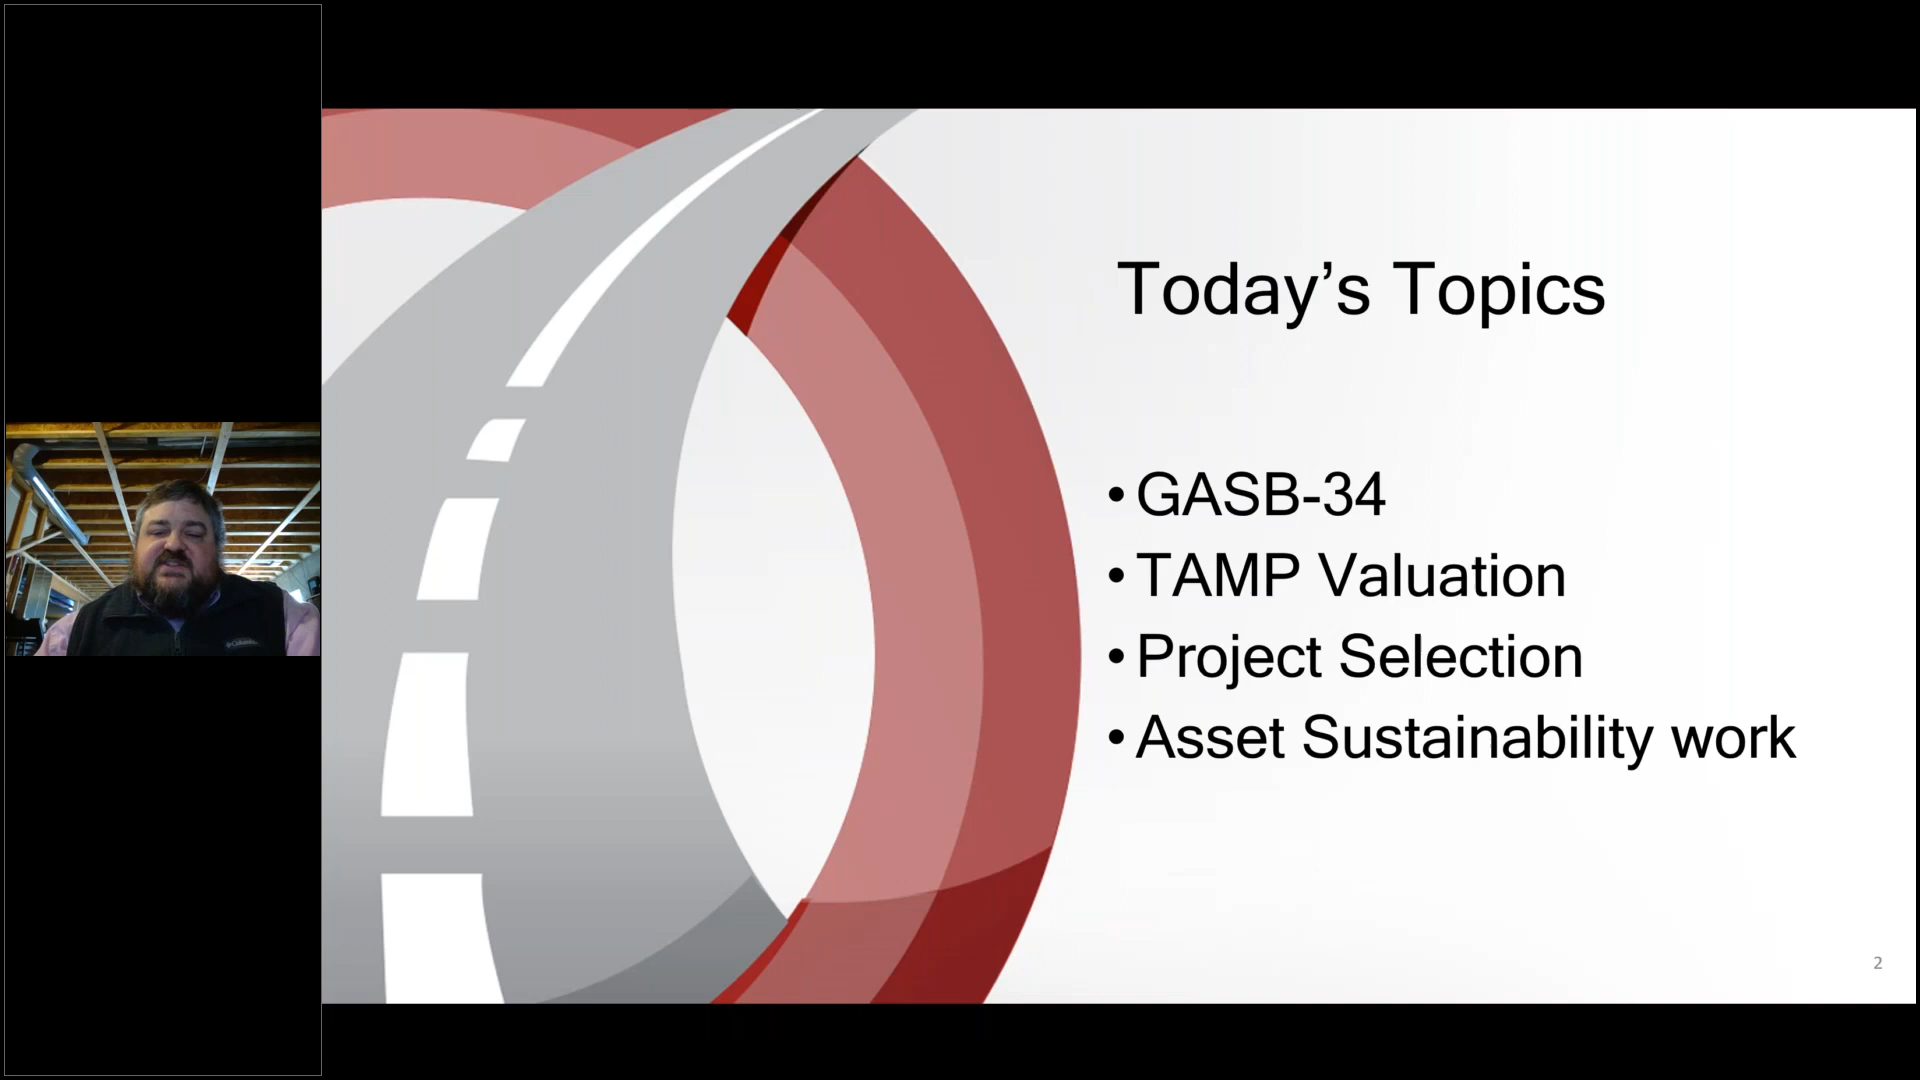 Today’s Topics
• GASB-34
• TAMP Valuation
• Project Selection
• Asset Sustainability work
2